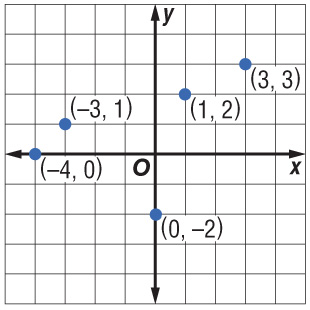 y
(3, 3)
(–3, 1)
(1, 2)
(–4, 0)
O
x
(0, –2)